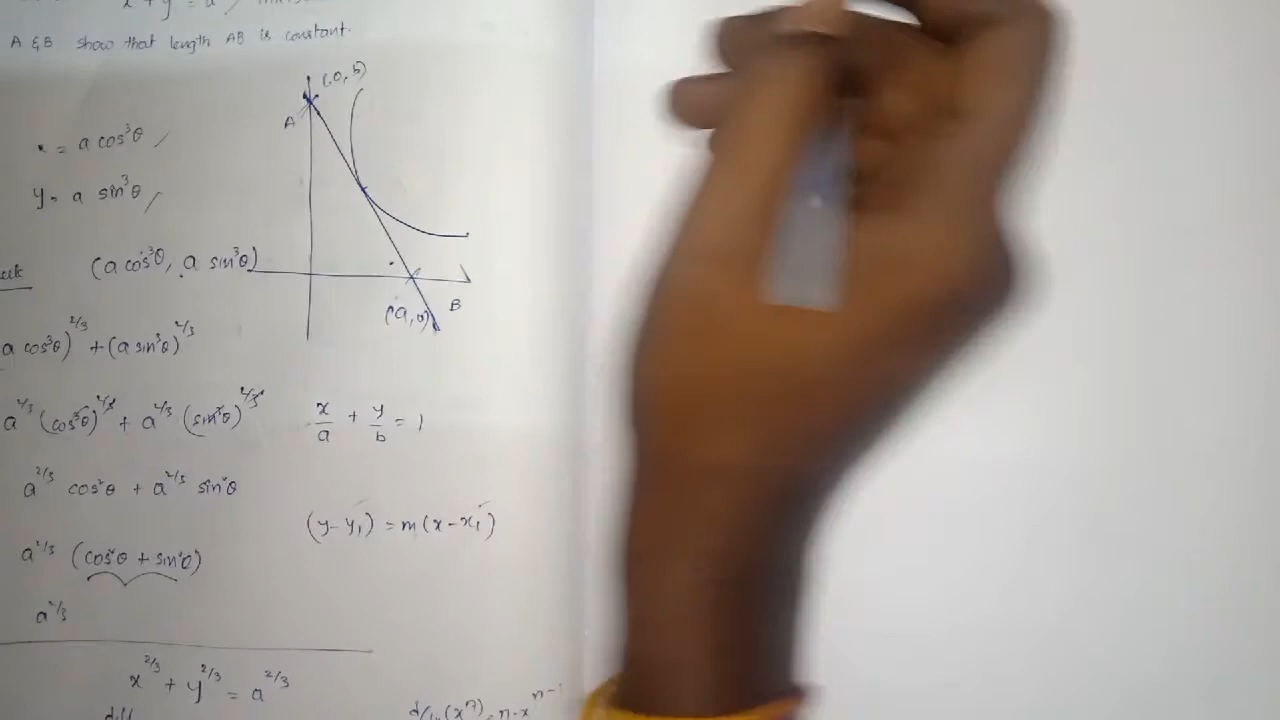 A & B show that length AB is constant.
(0, b)
A
x = a cos³θ
y = a sin³θ
(a cos³θ, a sin³θ)
B
(a, 0)
a cos³θ)^2/3 + (a sin³θ)^2/3
a^2/3 (cos³θ)^2/3 + a^2/3 (sin³θ)^2/3
x/a + y/b = 1
a^2/3 cos²θ + a^2/3 sin²θ
(y - y₁) = m (x - x₁)
a^2/3 (cos²θ + sin²θ)
a^2/3
x^2/3 + y^2/3 = a^2/3